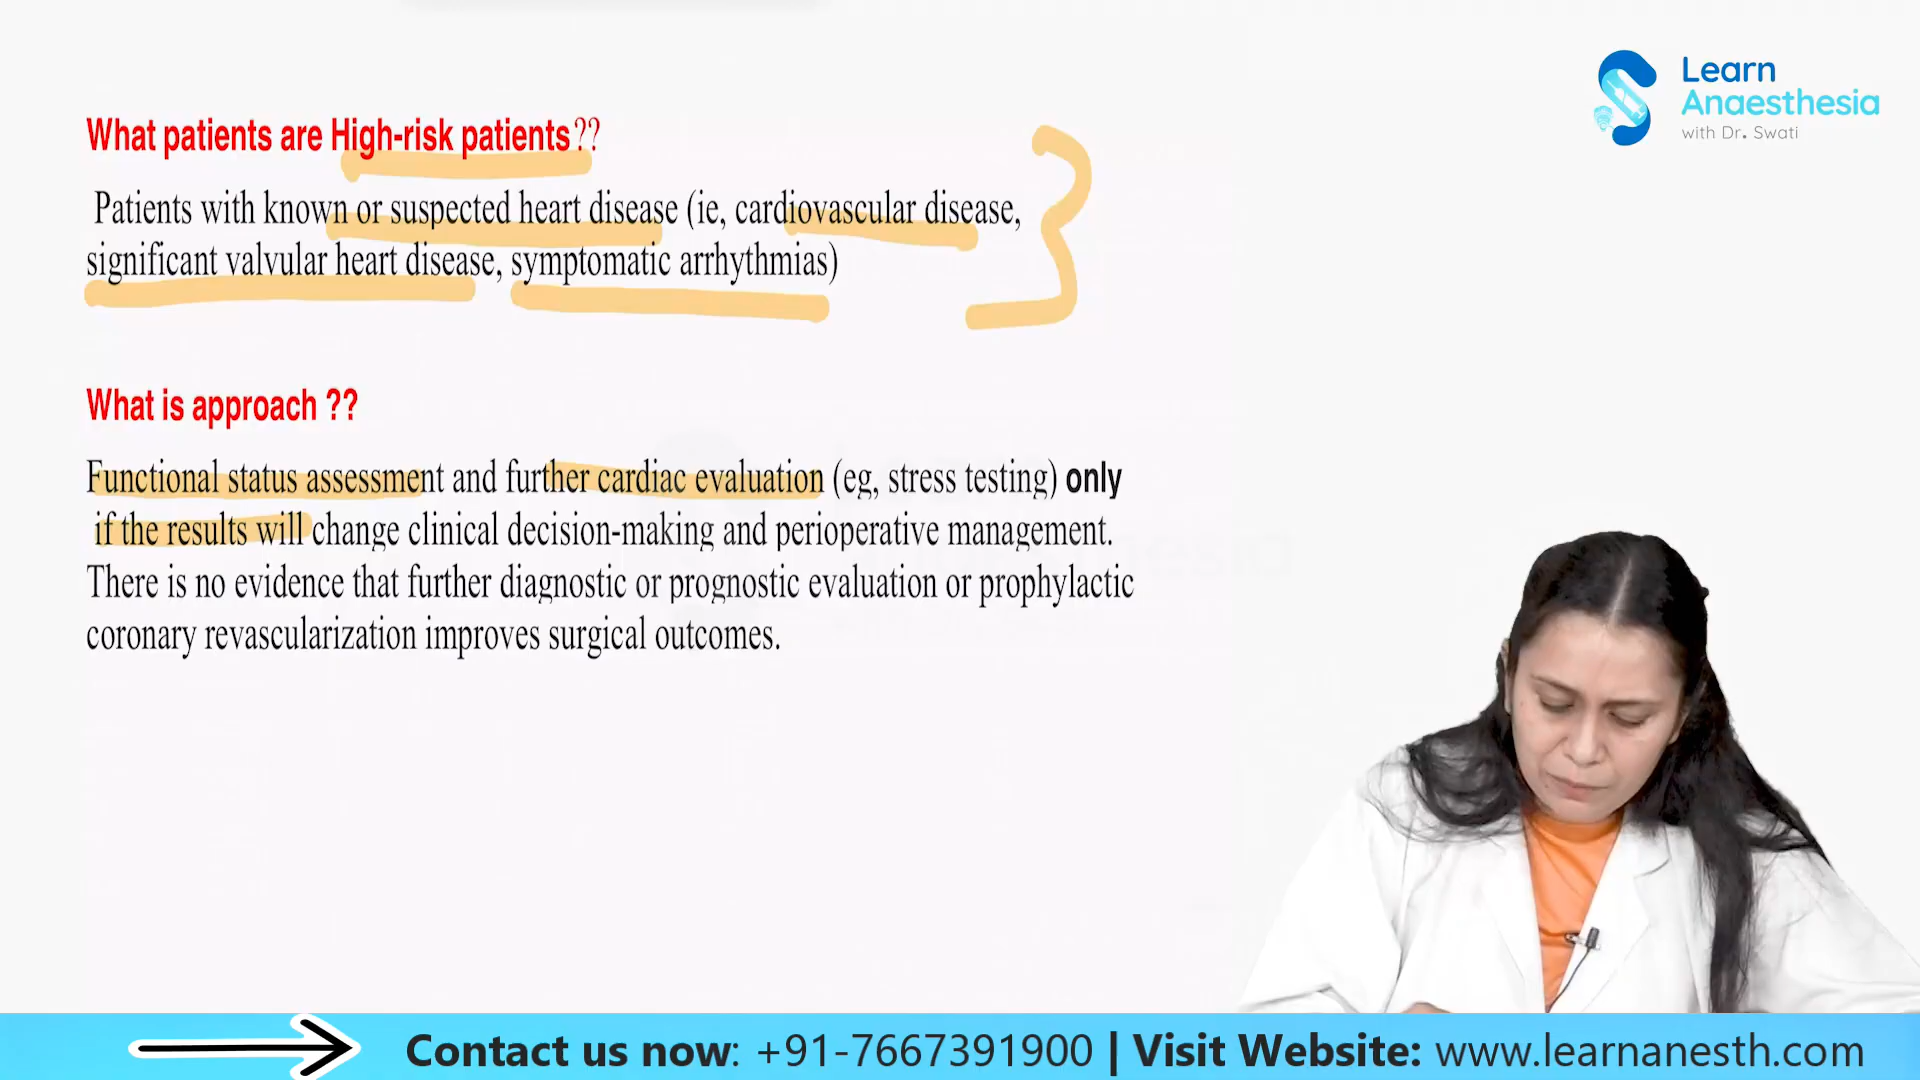 Learn
Anaesthesia
with Dr. Swati
What patients are High-risk patients??
Patients with known or suspected heart disease (ie, cardiovascular disease,
significant valvular heart disease, symptomatic arrhythmias)
What is approach ??
Functional status assessment and further cardiac evaluation (eg, stress testing) only
if the results will change clinical decision-making and perioperative management.
There is no evidence that further diagnostic or prognostic evaluation or prophylactic
coronary revascularization improves surgical outcomes.
Contact us now: +91-7667391900 | Visit Website: www.learnanesth.com